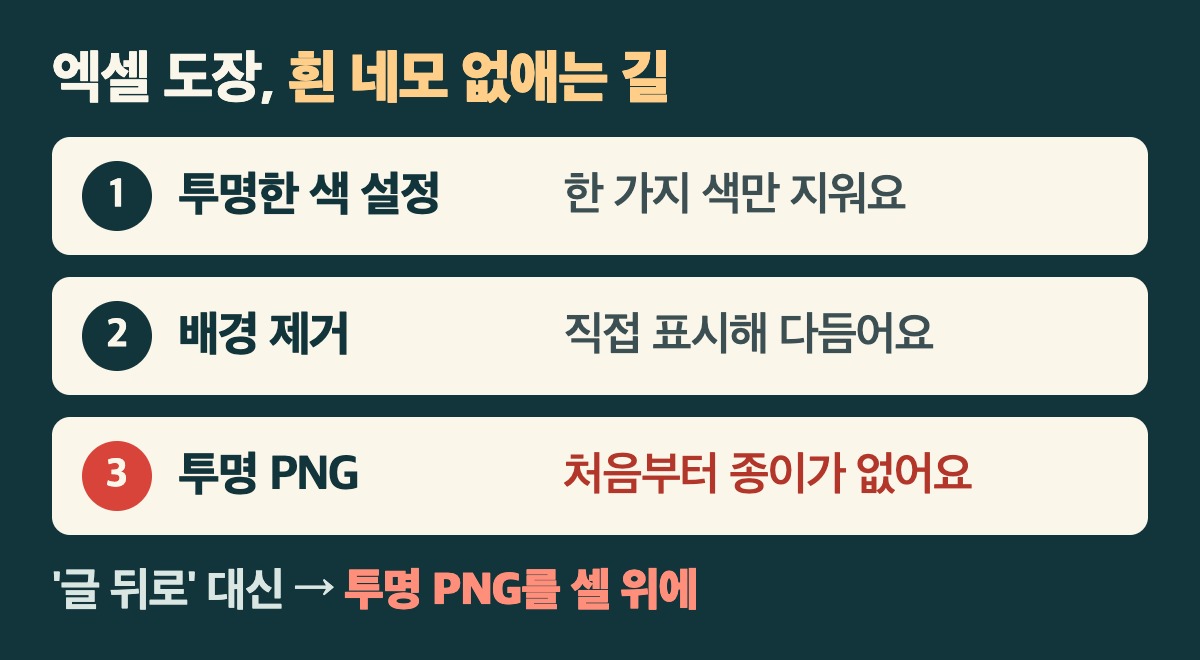 엑셀 도장, 흰 네모 없애는 길
1 투명한 색 설정 한 가지 색만 지워요
2 배경 제거 직접 표시해 다듬어요
3 투명 PNG 처음부터 종이가 없어요
'글 뒤로' 대신 → 투명 PNG를 셀 위에